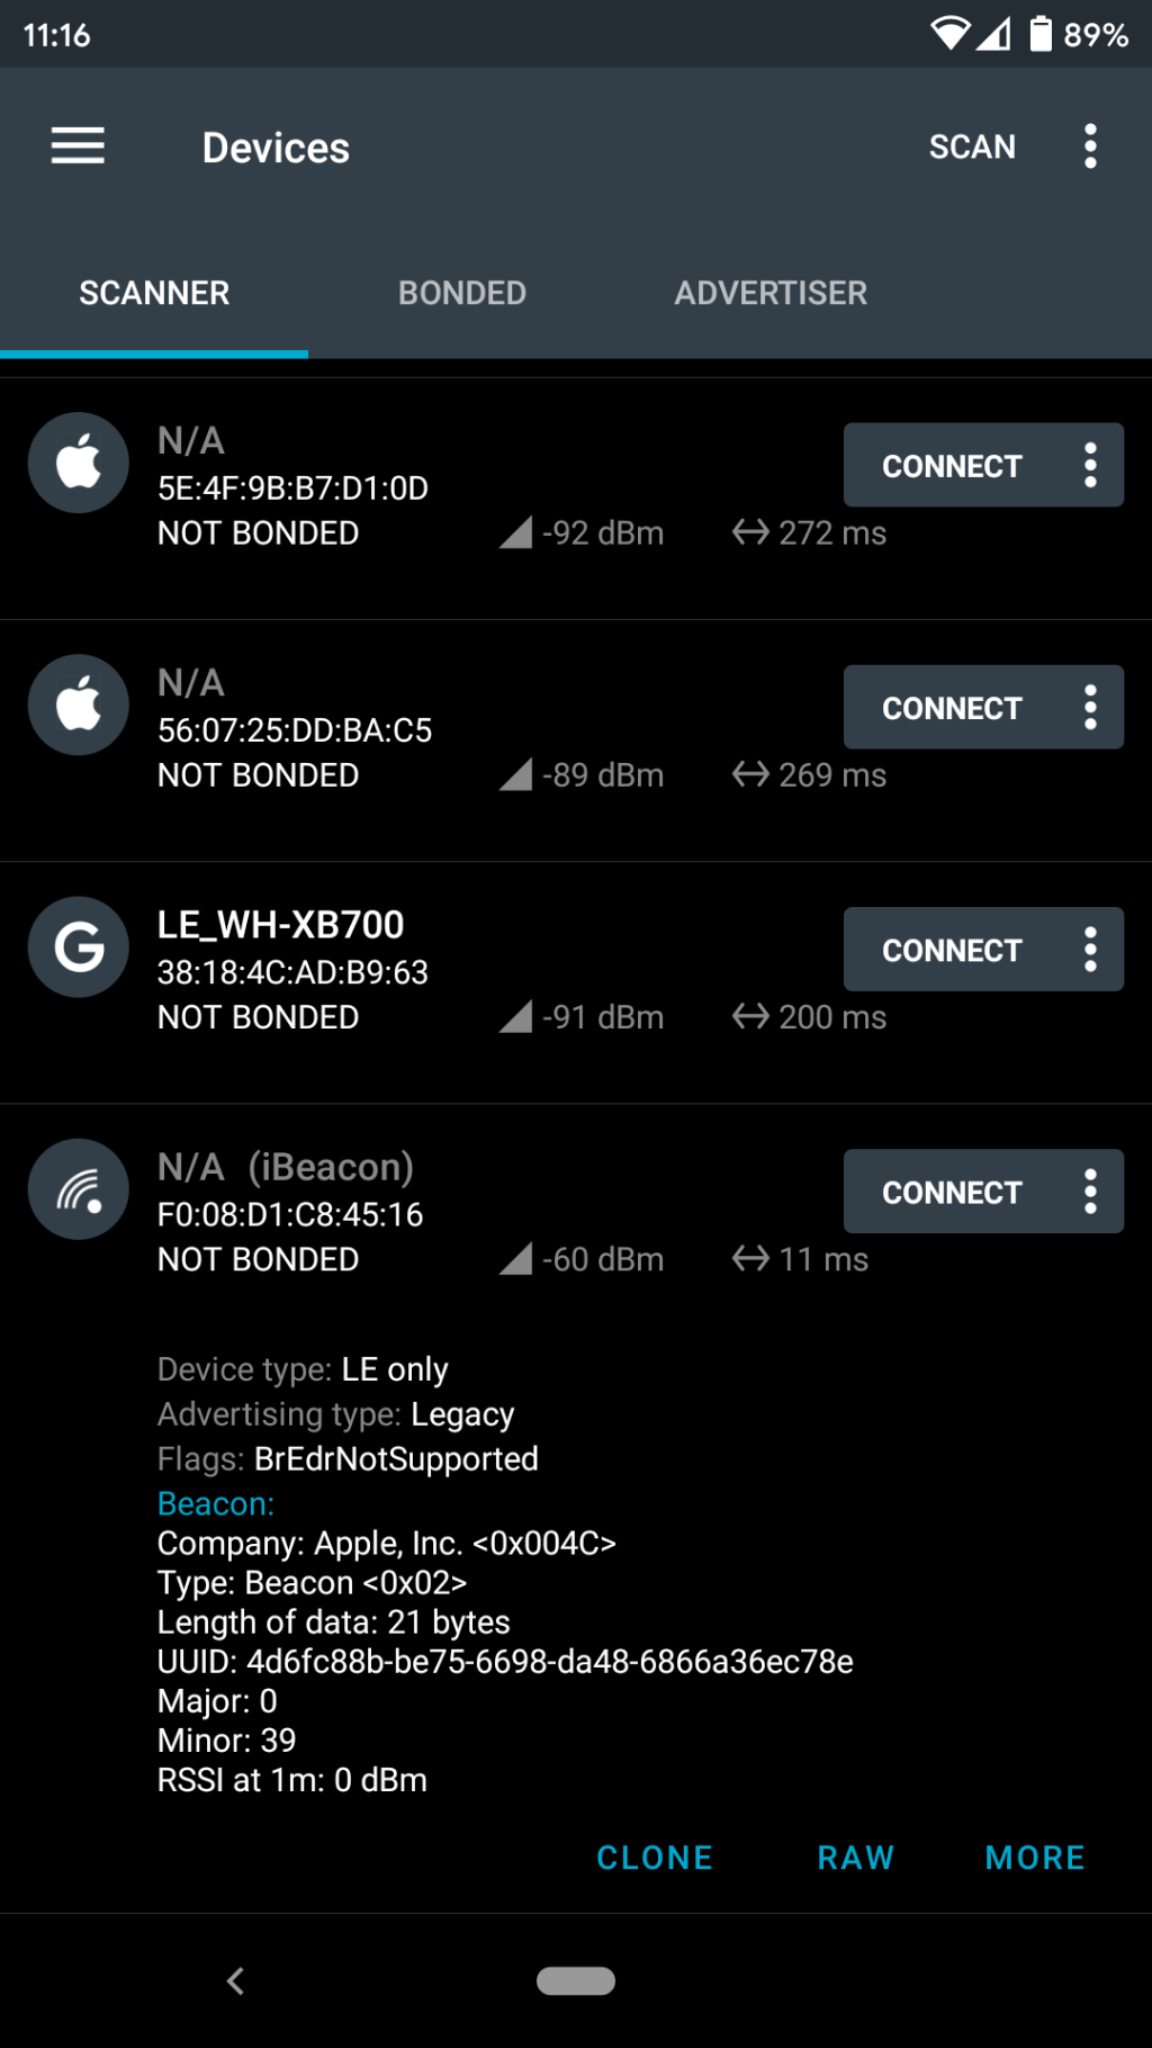 11:16
89%
Devices
SCAN
SCANNER
BONDED
ADVERTISER
N/A
CONNECT
5E:4F:9B:B7:D1:0D
NOT BONDED
-92 dBm
272 ms
N/A
CONNECT
56:07:25:DD:BA:C5
NOT BONDED
-89 dBm
269 ms
LE_WH-XB700
CONNECT
38:18:4C:AD:B9:63
NOT BONDED
-91 dBm
200 ms
N/A (iBeacon)
CONNECT
F0:08:D1:C8:45:16
NOT BONDED
-60 dBm
11 ms
Device type: LE only
Advertising type: Legacy
Flags: BrEdrNotSupported
Beacon:
Company: Apple, Inc. <0x004C>
Type: Beacon <0x02>
Length of data: 21 bytes
UUID: 4d6fc88b-be75-6698-da48-6866a36ec78e
Major: 0
Minor: 39
RSSI at 1m: 0 dBm
CLONE
RAW
MORE